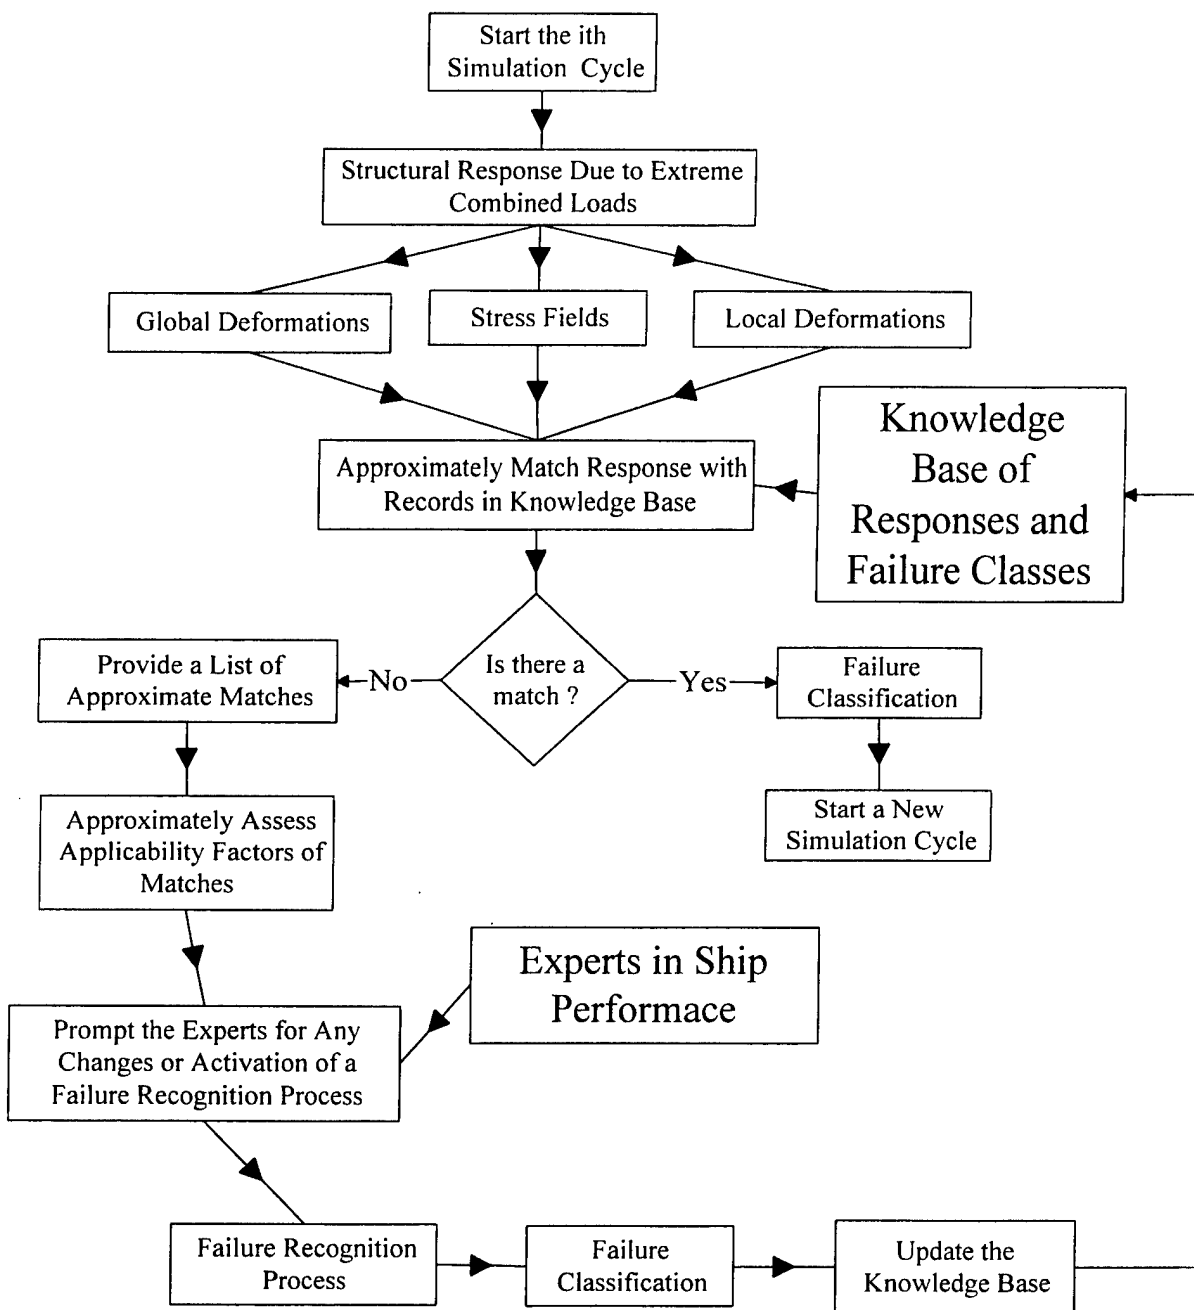 Start the ith
Simulation Cycle
Structural Response Due to Extreme
Combined Loads
Global Deformations
Stress Fields
Local Deformations
Knowledge
Base of
Responses and
Failure Classes
Approximately Match Response with
Records in Knowledge Base
Provide a List of
Approximate Matches
No
Is there a
match ?
Yes
Failure
Classification
Start a New
Simulation Cycle
Approximately Assess
Applicability Factors of
Matches
Experts in Ship
Performace
Prompt the Experts for Any
Changes or Activation of a
Failure Recognition Process
Failure Recognition
Process
Failure
Classification
Update the
Knowledge Base